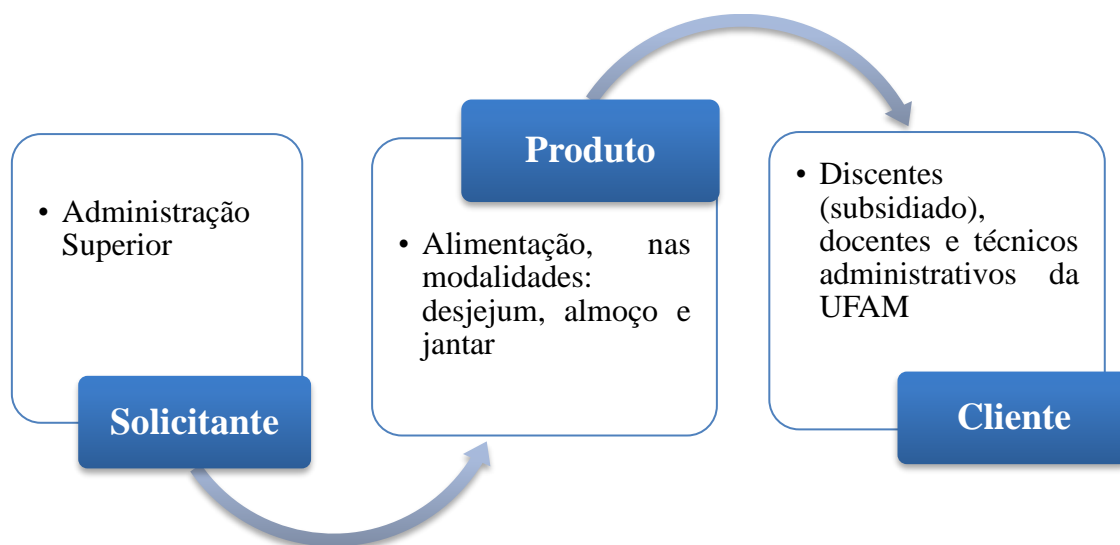 • Administração
Superior
Solicitante
Produto
• Alimentação, nas
modalidades:
desjejum, almoço e
jantar
• Discentes
(subsidiado),
docentes e técnicos
administrativos da
UFAM
Cliente